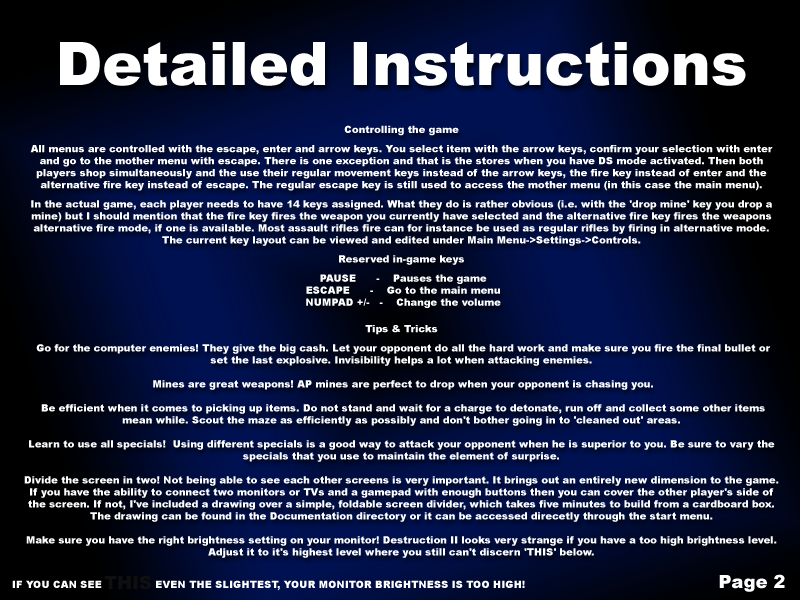 Detailed Instructions
Controlling the game
All menus are controlled with the escape, enter and arrow keys. You select item with the arrow keys, confirm your selection with enter
and go to the mother menu with escape. There is one exception and that is the stores when you have DS mode activated. Then both
players shop simultaneously and the use their regular movement keys instead of the arrow keys, the fire key instead of enter and the
alternative fire key instead of escape. The regular escape key is still used to access the mother menu (in this case the main menu).
In the actual game, each player needs to have 14 keys assigned. What they do is rather obvious (i.e. with the 'drop mine' key you drop a
mine) but I should mention that the fire key fires the weapon you currently have selected and the alternative fire key fires the weapons
alternative fire mode, if one is available. Most assault rifles fire can for instance be used as regular rifles by firing in alternative mode.
The current key layout can be viewed and edited under Main Menu->Settings->Controls.
Reserved in-game keys
PAUSE - Pauses the game
ESCAPE - Go to the main menu
NUMPAD +/- - Change the volume
Tips & Tricks
Go for the computer enemies! They give the big cash. Let your opponent do all the hard work and make sure you fire the final bullet or
set the last explosive. Invisibility helps a lot when attacking enemies.
Mines are great weapons! AP mines are perfect to drop when your opponent is chasing you.
Be efficient when it comes to picking up items. Do not stand and wait for a charge to detonate, run off and collect some other items
mean while. Scout the maze as efficiently as possibly and don't bother going in to 'cleaned out' areas.
Learn to use all specials! Using different specials is a good way to attack your opponent when he is superior to you. Be sure to vary the
specials that you use to maintain the element of surprise.
Divide the screen in two! Not being able to see each other screens is very important. It brings out an entirely new dimension to the game.
If you have the ability to connect two monitors or TVs and a gamepad with enough buttons then you can cover the other player's side of
the screen. If not, I've included a drawing over a simple, foldable screen divider, which takes five minutes to build from a cardboard box.
The drawing can be found in the Documentation directory or it can be accessed direcetly through the start menu.
Make sure you have the right brightness setting on your monitor! Destruction II looks very strange if you have a too high brightness level.
Adjust it to it's highest level where you still can't discern 'THIS' below.
IF YOU CAN SEE THIS EVEN THE SLIGHTEST, YOUR MONITOR BRIGHTNESS IS TOO HIGH!
Page 2